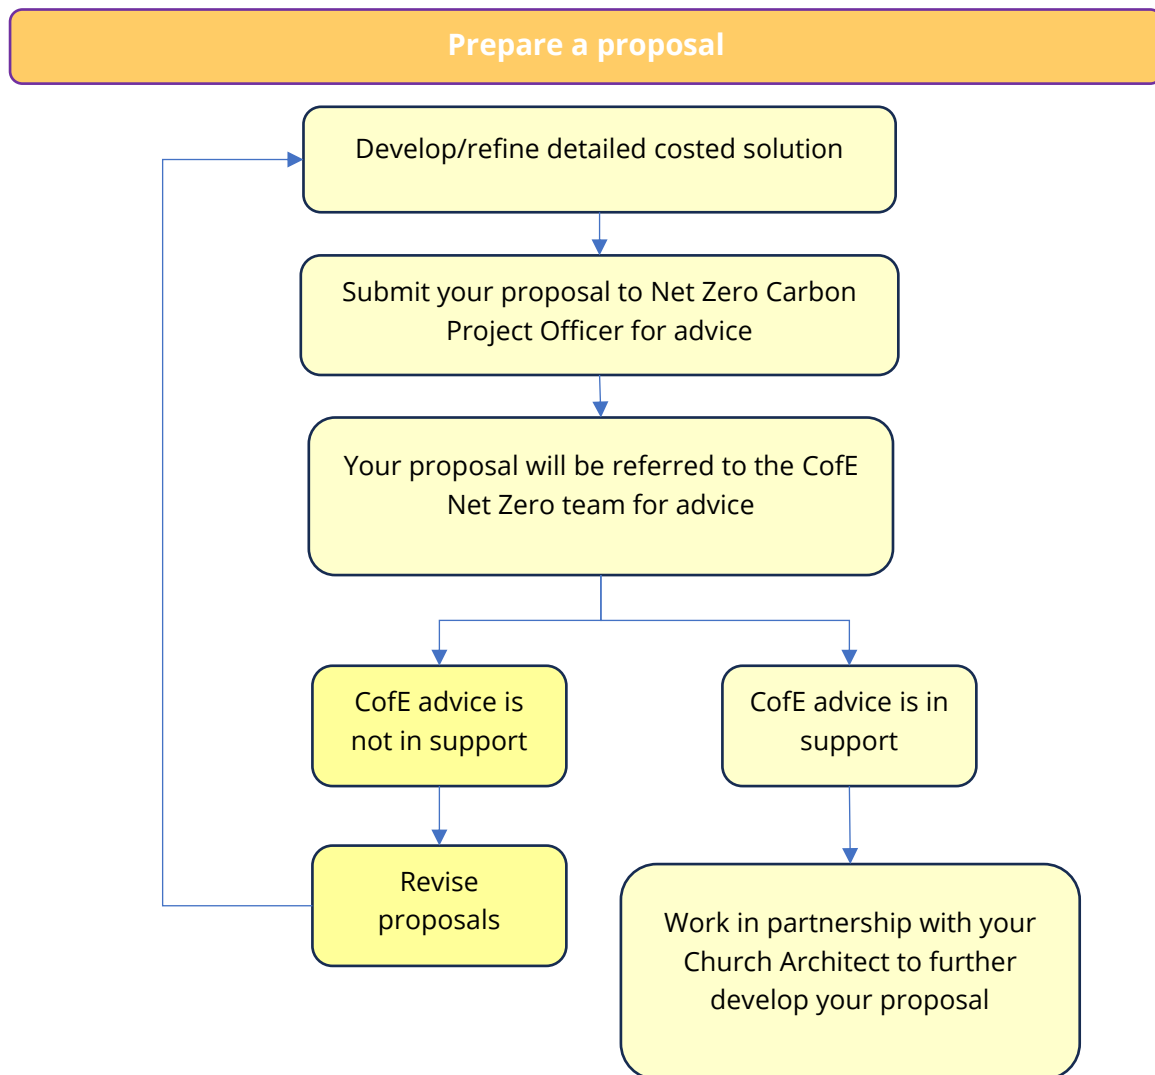 Prepare a proposal
Develop/refine detailed costed solution
Submit your proposal to Net Zero Carbon
Project Officer for advice
Your proposal will be referred to the CofE
Net Zero team for advice
CofE advice is
not in support
CofE advice is in
support
Revise
proposals
Work in partnership with your
Church Architect to further
develop your proposal